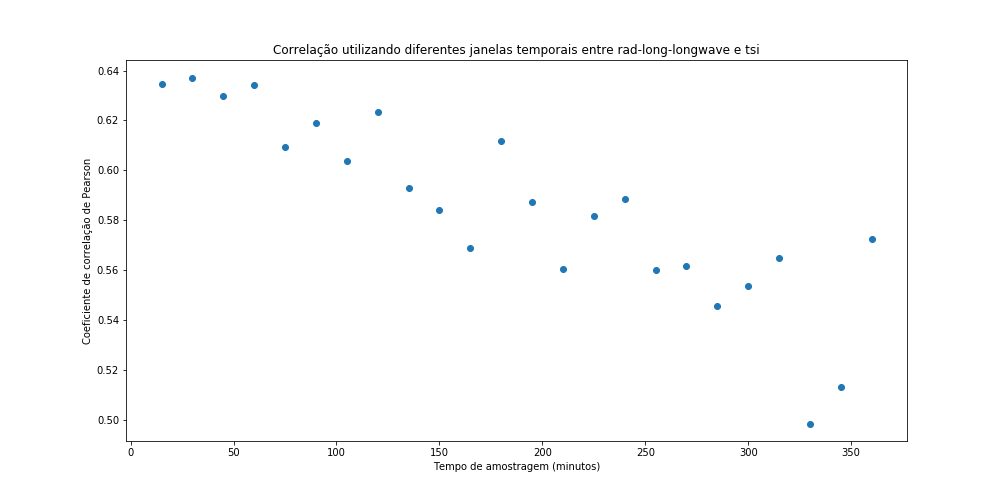 Correlação utilizando diferentes janelas temporais entre rad-long-longwave e tsi
Coeficiente de correlação de Pearson
0.64
0.62
0.60
0.58
0.56
0.54
0.52
0.50
0 50 100 150 200 250 300 350
Tempo de amostragem (minutos)